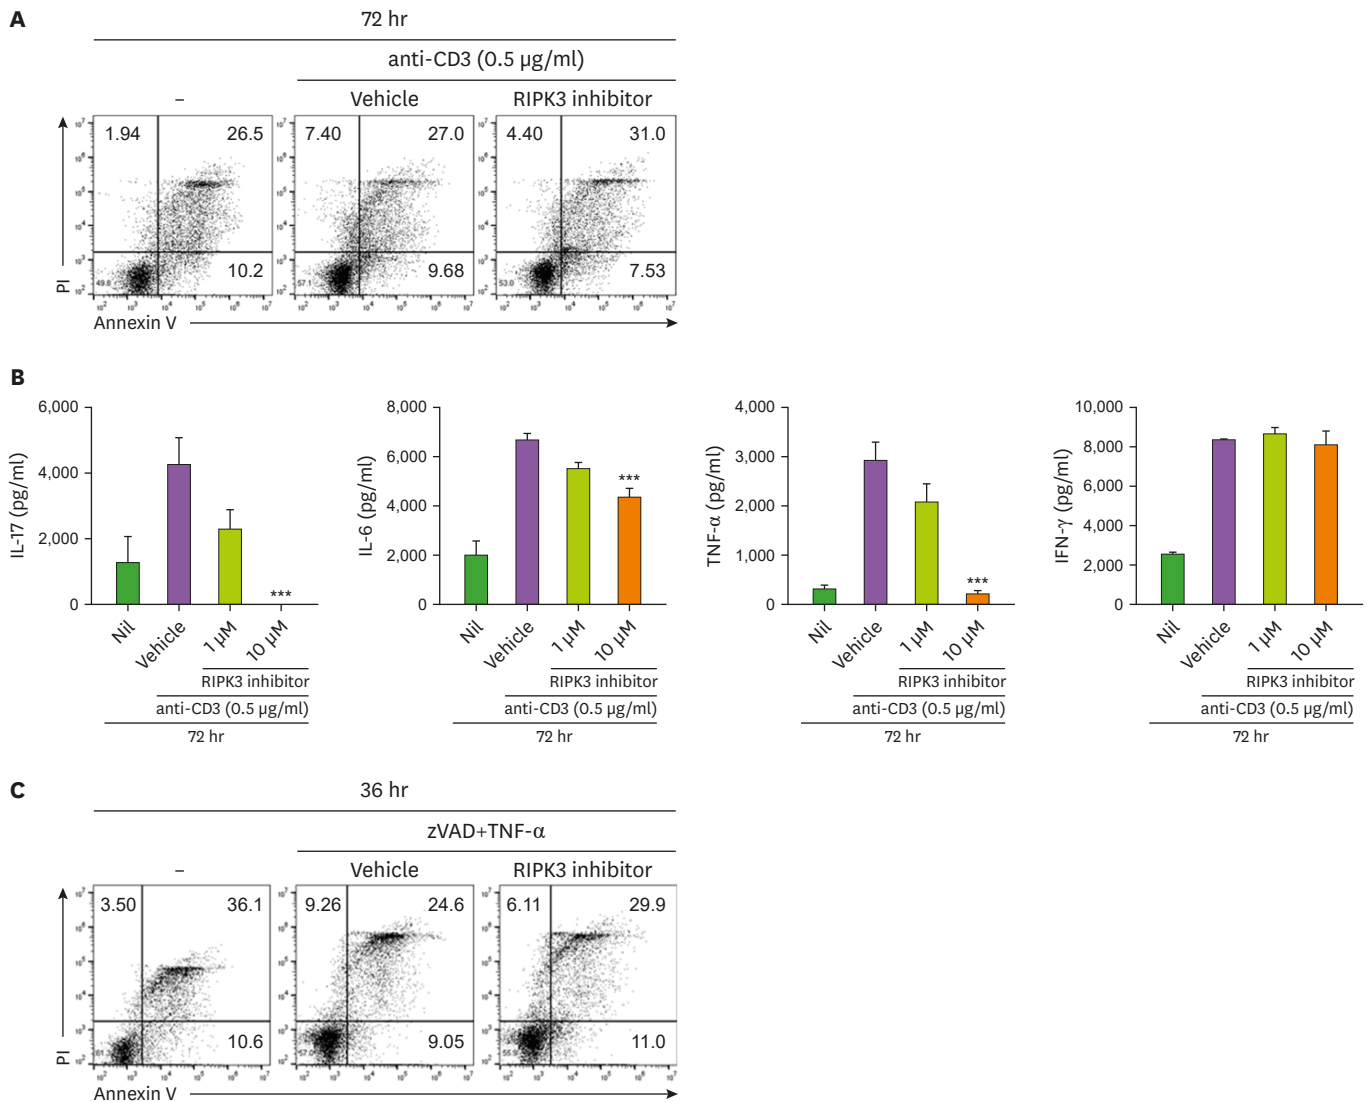 A
72 hr
anti-CD3 (0.5 µg/ml)
– Vehicle RIPK3 inhibitor
1.94 26.5 7.40 27.0 4.40 31.0
10.2 9.68 7.53
57.1 53.0
PI
Annexin V
B
6,000 8,000 4,000 10,000
4,000 6,000 3,000 8,000
2,000 4,000 2,000 6,000
0 2,000 1,000 4,000
0 0 2,000
0
IL-17 (pg/ml) IL-6 (pg/ml) TNF-α (pg/ml) IFN-γ (pg/ml)
*** *** ***
Nil Vehicle 1 µM 10 µM Nil Vehicle 1 µM 10 µM Nil Vehicle 1 µM 10 µM Nil Vehicle 1 µM 10 µM
RIPK3 inhibitor RIPK3 inhibitor RIPK3 inhibitor RIPK3 inhibitor
anti-CD3 (0.5 µg/ml) anti-CD3 (0.5 µg/ml) anti-CD3 (0.5 µg/ml) anti-CD3 (0.5 µg/ml)
72 hr 72 hr 72 hr 72 hr
C
36 hr
zVAD+TNF-α
– Vehicle RIPK3 inhibitor
3.50 36.1 9.26 24.6 6.11 29.9
10.6 9.05 11.0
PI
Annexin V